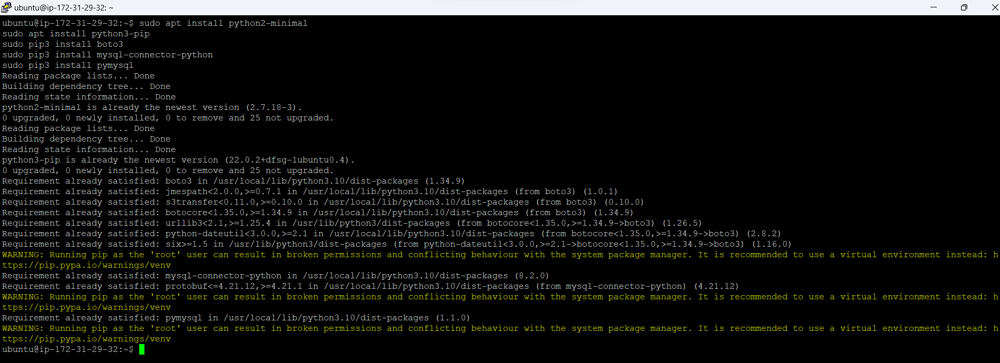 ubuntu@ip-172-31-29-32: ~
ubuntu@ip-172-31-29-32:~$ sudo apt install python2-minimal
sudo apt install python3-pip
sudo pip3 install boto3
sudo pip3 install mysql-connector-python
sudo pip3 install pymysql
Reading package lists... Done
Building dependency tree... Done
Reading state information... Done
python2-minimal is already the newest version (2.7.18-3).
0 upgraded, 0 newly installed, 0 to remove and 25 not upgraded.
Reading package lists... Done
Building dependency tree... Done
Reading state information... Done
python3-pip is already the newest version (22.0.2+dfsg-1ubuntu0.4).
0 upgraded, 0 newly installed, 0 to remove and 25 not upgraded.
Requirement already satisfied: boto3 in /usr/local/lib/python3.10/dist-packages (1.34.9)
Requirement already satisfied: jmespath<2.0.0,>=0.7.1 in /usr/local/lib/python3.10/dist-packages (from boto3) (1.0.1)
Requirement already satisfied: s3transfer<0.11.0,>=0.10.0 in /usr/local/lib/python3.10/dist-packages (from boto3) (0.10.0)
Requirement already satisfied: botocore<1.35.0,>=1.34.9 in /usr/local/lib/python3.10/dist-packages (from boto3) (1.34.9)
Requirement already satisfied: urllib3<2.1,>=1.25.4 in /usr/lib/python3/dist-packages (from botocore<1.35.0,>=1.34.9->boto3) (1.26.5)
Requirement already satisfied: python-dateutil<3.0.0,>=2.1 in /usr/local/lib/python3.10/dist-packages (from botocore<1.35.0,>=1.34.9->boto3) (2.8.2)
Requirement already satisfied: six>=1.5 in /usr/lib/python3/dist-packages (from python-dateutil<3.0.0,>=2.1->botocore<1.35.0,>=1.34.9->boto3) (1.16.0)
WARNING: Running pip as the 'root' user can result in broken permissions and conflicting behaviour with the system package manager. It is recommended to use a virtual environment instead: h
ttps://pip.pypa.io/warnings/venv
Requirement already satisfied: mysql-connector-python in /usr/local/lib/python3.10/dist-packages (8.2.0)
Requirement already satisfied: protobuf<=4.21.12,>=4.21.1 in /usr/local/lib/python3.10/dist-packages (from mysql-connector-python) (4.21.12)
WARNING: Running pip as the 'root' user can result in broken permissions and conflicting behaviour with the system package manager. It is recommended to use a virtual environment instead: h
ttps://pip.pypa.io/warnings/venv
Requirement already satisfied: pymysql in /usr/local/lib/python3.10/dist-packages (1.1.0)
WARNING: Running pip as the 'root' user can result in broken permissions and conflicting behaviour with the system package manager. It is recommended to use a virtual environment instead: h
ttps://pip.pypa.io/warnings/venv
ubuntu@ip-172-31-29-32:~$